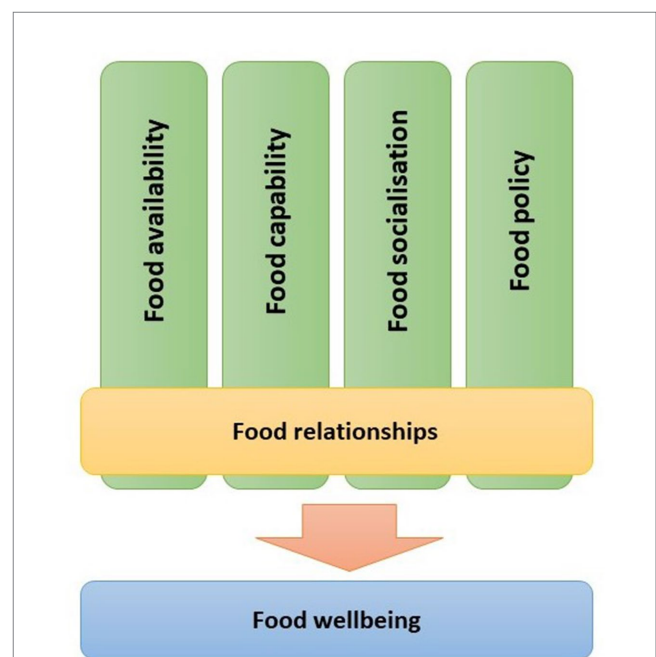 Food availability
Food capability
Food socialisation
Food policy
Food relationships
Food wellbeing